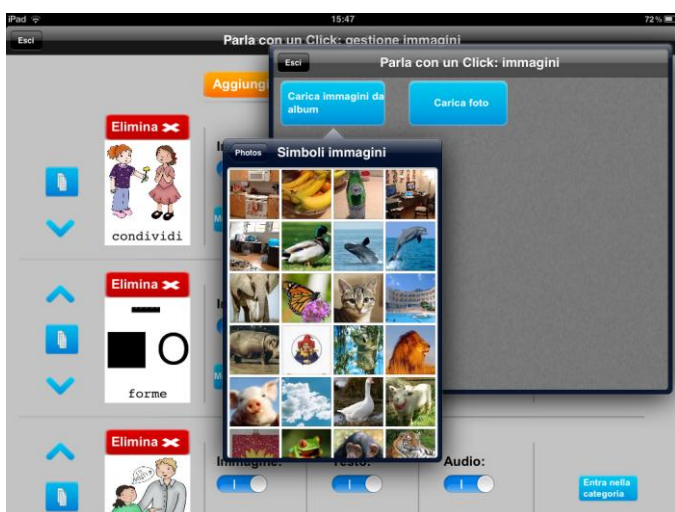 iPad 15:47 72%
Esci Parla con un Click: gestione immagini
Esci Parla con un Click: immagini
Aggiungi
Carica immagini da
album
Carica foto
Elimina
condividi
Photos Simboli immagini
Elimina
forme
Elimina
Immagine: Testo: Audio:
Entra nella
categoria